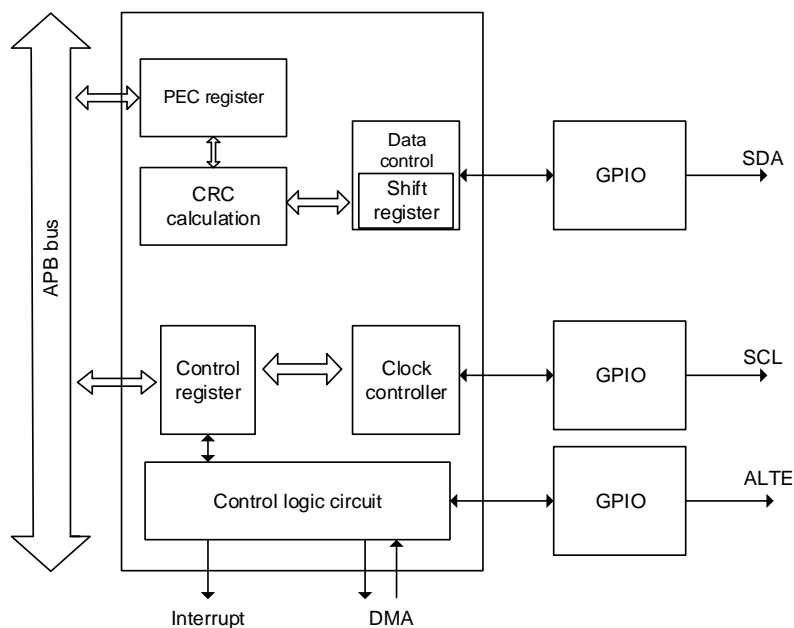 APB bus
PEC register
CRC
calculation
Data
control
Shift
register
GPIO
SDA
Control
register
Clock
controller
GPIO
SCL
Control logic circuit
GPIO
ALTE
Interrupt
DMA